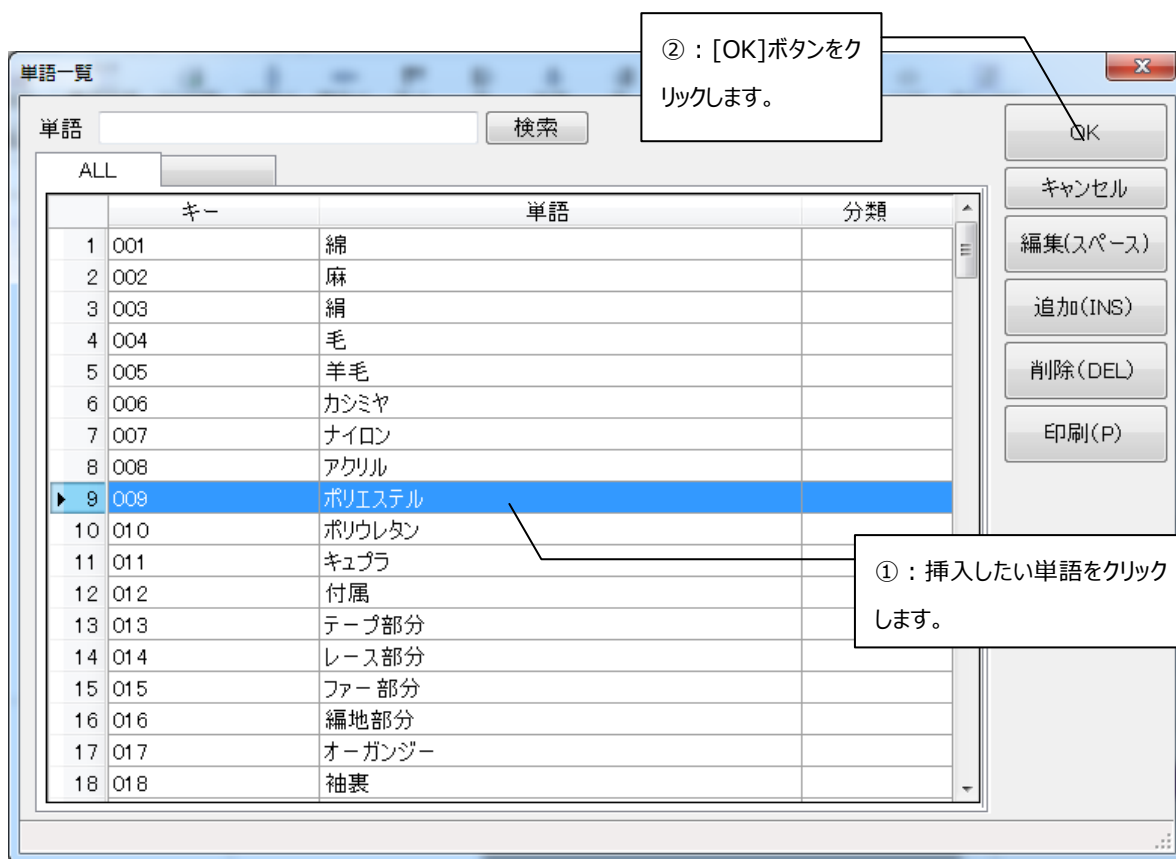 ②：[OK]ボタンをク
リックします。
単語一覧
単語 検索
ALL
キー 単語 分類
1 001 綿
2 002 麻
3 003 絹
4 004 毛
5 005 羊毛
6 006 カシミヤ
7 007 ナイロン
8 008 アクリル
9 009 ポリエステル
10 010 ポリウレタン
11 011 キュプラ
12 012 付属
13 013 テープ部分
14 014 レース部分
15 015 ファー部分
16 016 編地部分
17 017 オーガンジー
18 018 袖裏
OK
キャンセル
編集(スペース)
追加(INS)
削除(DEL)
印刷(P)
①：挿入したい単語をクリック
します。